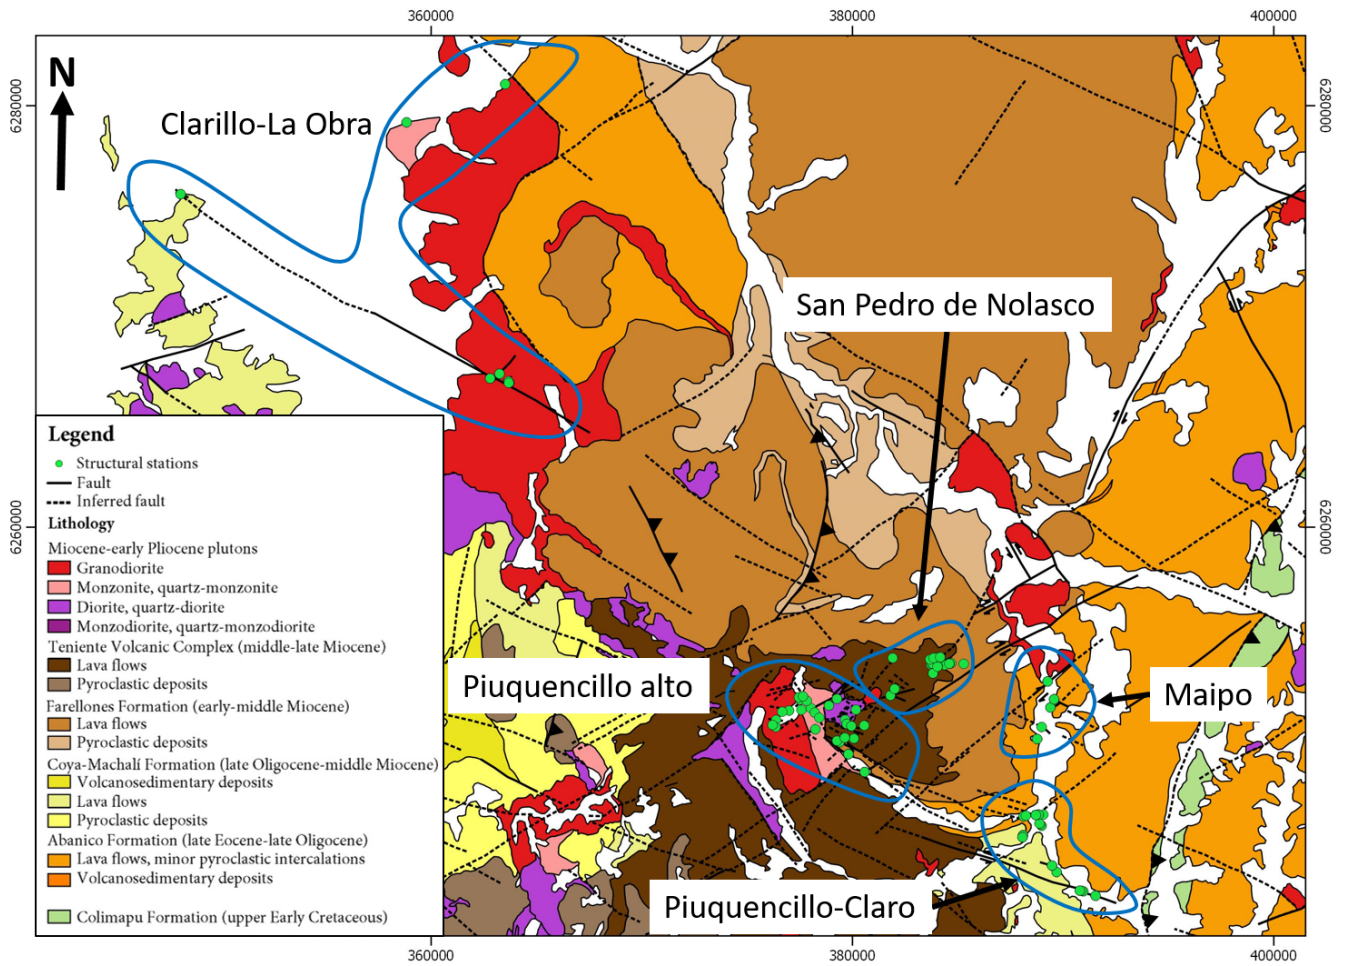 360000
380000
400000
N
6280000
6280000
Clarillo-La Obra
San Pedro de Nolasco
6260000
6260000
Legend
Structural stations
Fault
Inferred fault
Lithology
Miocene-early Pliocene plutons
Granodiorite
Monzonite, quartz-monzonite
Diorite, quartz-diorite
Monzodiorite, quartz-monzodiorite
Teniente Volcanic Complex (middle-late Miocene)
Lava flows
Pyroclastic deposits
Farellones Formation (early-middle Miocene)
Lava flows
Pyroclastic deposits
Coya-Machalí Formation (late Oligocene-middle Miocene)
Volcanosedimentary deposits
Lava flows
Pyroclastic deposits
Abanico Formation (late Eocene-late Oligocene)
Lava flows, minor pyroclastic intercalations
Volcanosedimentary deposits
Colimapu Formation (upper Early Cretaceous)
Piuquencillo alto
Maipo
Piuquencillo-Claro
360000
380000
400000